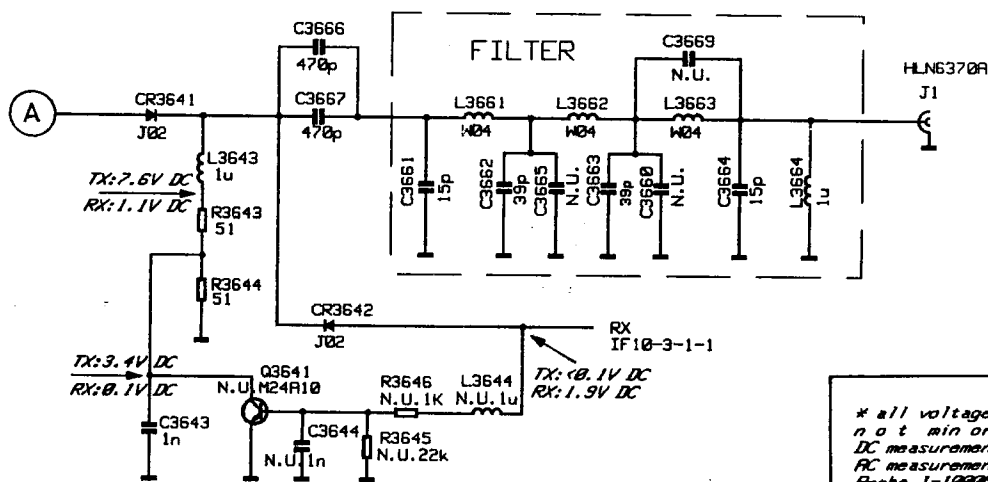 C3666
470p
FILTER
C3669
N.U.
HLN6370A
J1
A
CR3641
J02
C3667
470p
L3661
W04
L3662
W04
L3663
W04
L3643
1u
TX:7.6V DC
RX:1.1V DC
R3643
51
R3644
51
C3661
15p
C3662
39p
C3665
N.U.
C3663
39p
C3660
N.U.
C3664
15p
L3664
1u
CR3642
J02
RX
IF10-3-1-1
TX:<0.1V DC
RX:1.9V DC
TX:3.4V DC
RX:0.1V DC
Q3641
N.U.M24A10
R3646
N.U.1K
L3644
N.U.1u
C3643
1n
C3644
N.U.1n
R3645
N.U.22k
* all voltage
n o t min or
DC measuremen
AC measuremen